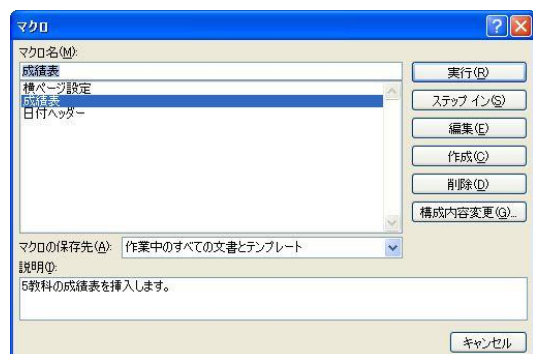 マクロ
マクロ名(M):
成績表
実行(R)
横ページ設定
成績表
日付ヘッダー
ステップ イン(S)
編集(E)
作成(C)
削除(D)
構成内容変更(G)...
マクロの保存先(A):
作業中のすべての文書とテンプレート
説明(D):
5教科の成績表を挿入します。
キャンセル